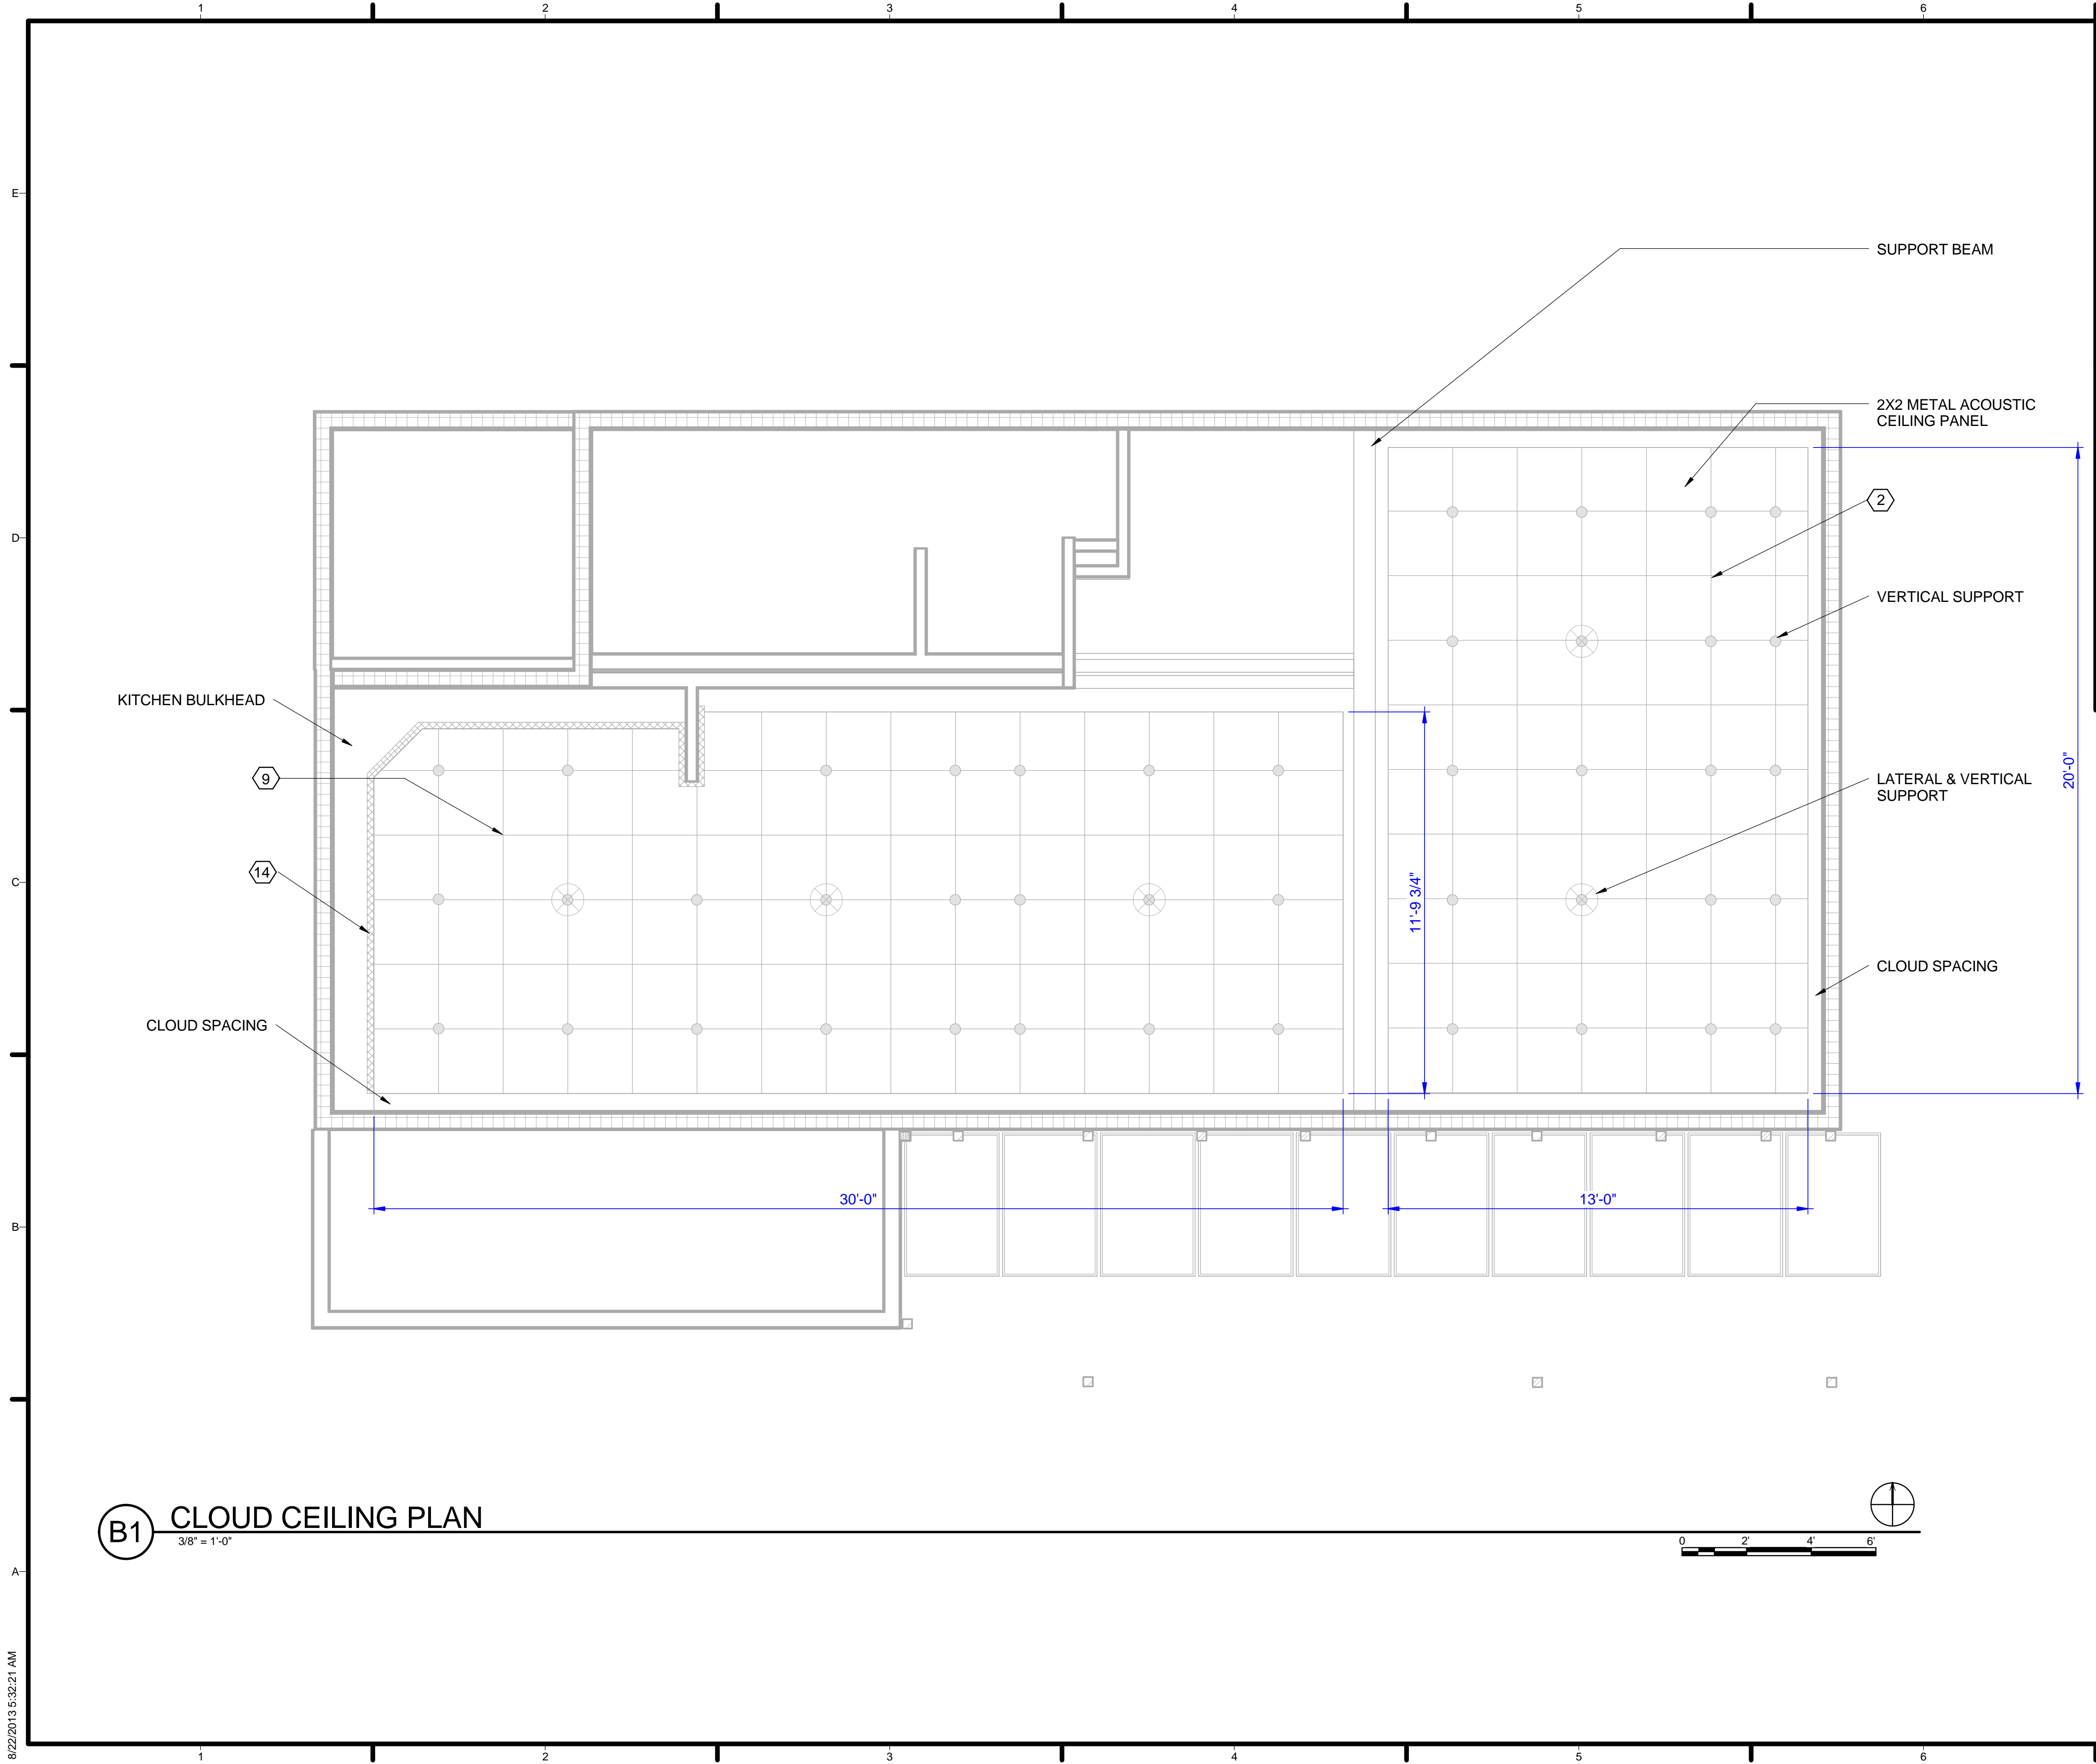 1 2 3 4 5 6
E
SUPPORT BEAM
2X2 METAL ACOUSTIC
CEILING PANEL
2
D
VERTICAL SUPPORT
KITCHEN BULKHEAD
9
LATERAL & VERTICAL
SUPPORT
20'-0"
14
C
11'-9 3/4"
CLOUD SPACING
CLOUD SPACING
30'-0"
13'-0"
B
B1
CLOUD CEILING PLAN
3/8" = 1'-0"
0 2' 4' 6'
A
8/22/2013 5:32:21 AM
1 2 3 4 5 6